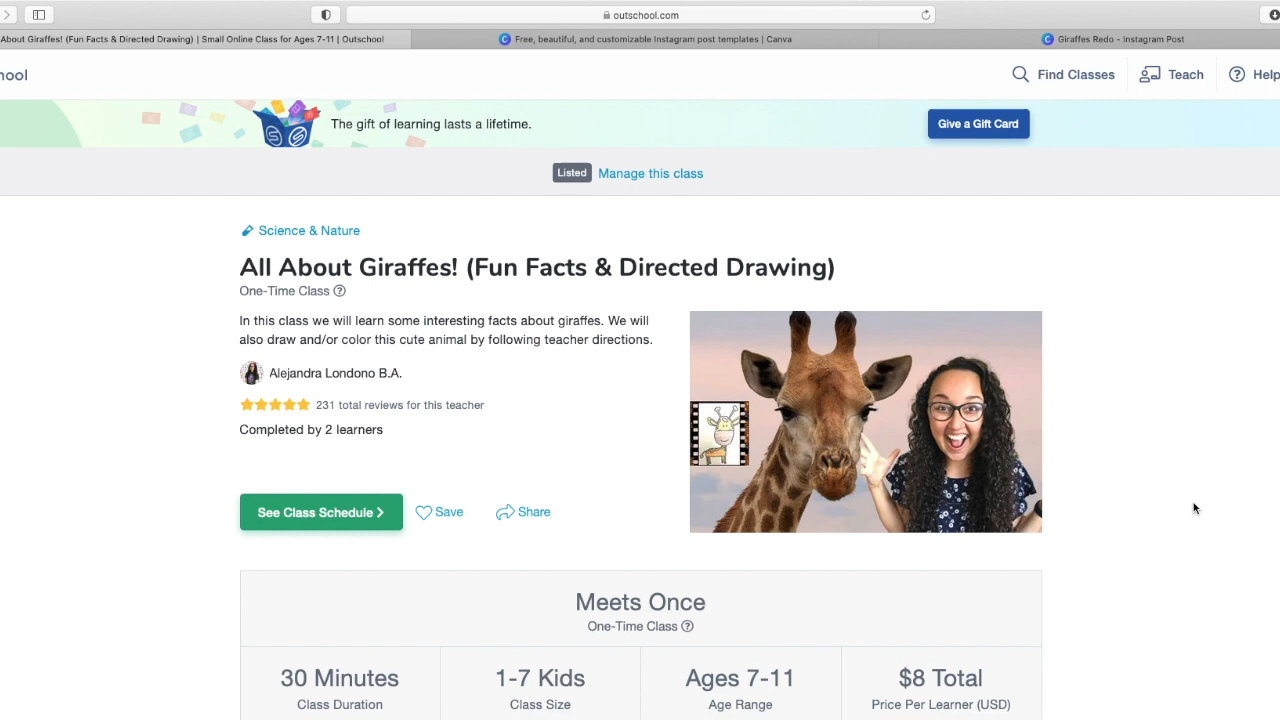 outschool.com
About Giraffes! (Fun Facts & Directed Drawing) | Small Online Class for Ages 7-11 | Outschool
Free, beautiful, and customizable Instagram post templates | Canva
Giraffes Redo - Instagram Post
hool
Find Classes
Teach
Help
The gift of learning lasts a lifetime.
Give a Gift Card
Listed
Manage this class
Science & Nature
All About Giraffes! (Fun Facts & Directed Drawing)
One-Time Class
In this class we will learn some interesting facts about giraffes. We will
also draw and/or color this cute animal by following teacher directions.
Alejandra Londono B.A.
231 total reviews for this teacher
Completed by 2 learners
See Class Schedule
Save
Share
Meets Once
One-Time Class
30 Minutes
Class Duration
1-7 Kids
Class Size
Ages 7-11
Age Range
$8 Total
Price Per Learner (USD)